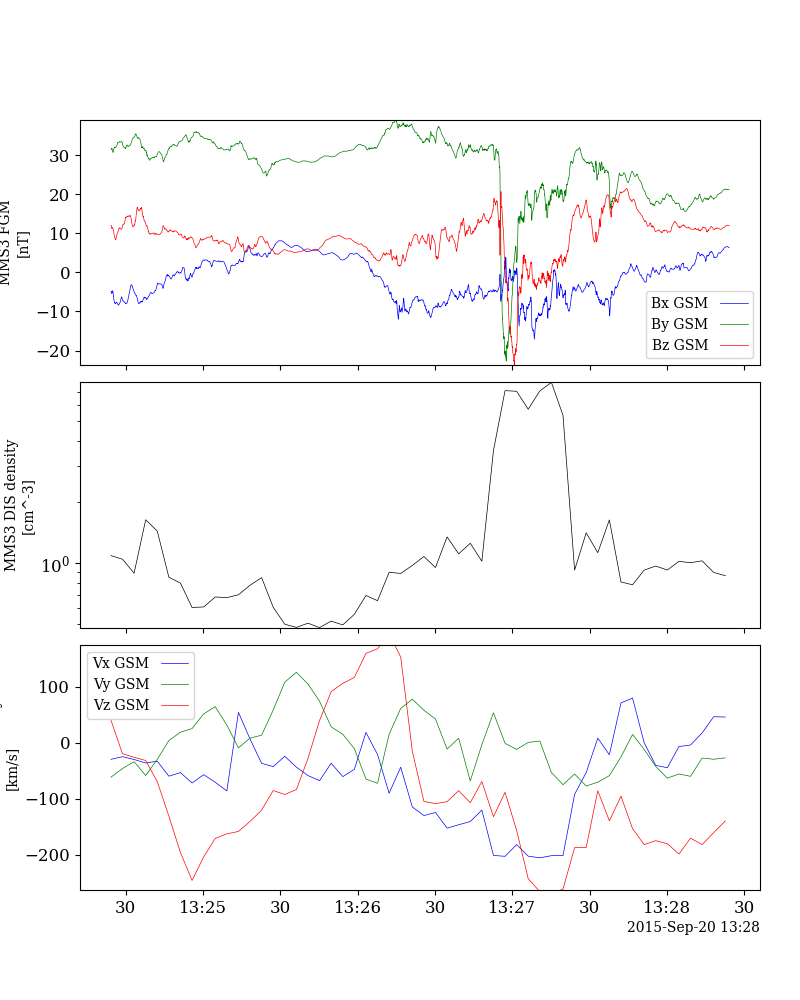 30
20
10
0
−10
−20
MMS3 FGM
[nT]
Bx GSM
By GSM
Bz GSM
10^0
MMS3 DIS density
[cm^-3]
Vx GSM
Vy GSM
Vz GSM
100
0
−100
−200
[km/s]
30 13:25 30 13:26 30 13:27 30 13:28 30
2015-Sep-20 13:28